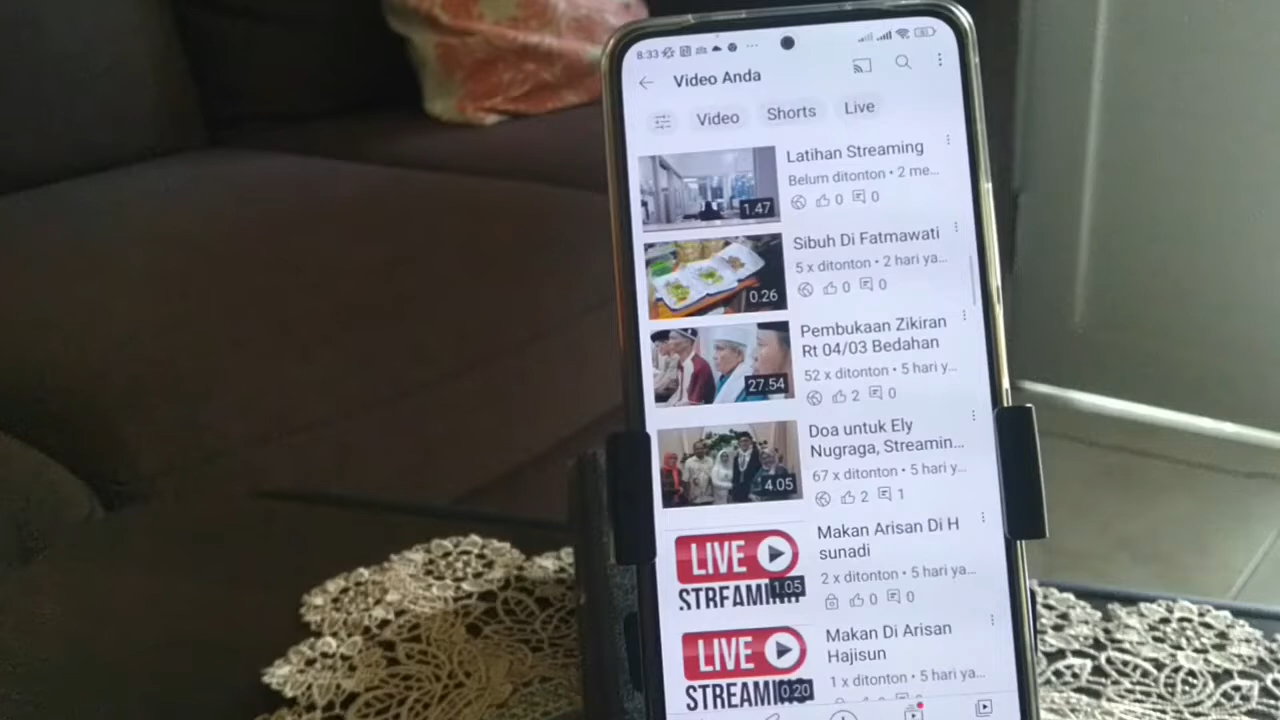 8:33
Video Anda
Video Shorts Live
Latihan Streaming
Belum ditonton • 2 me...
0 0
1.47
Sibuh Di Fatmawati
5 x ditonton • 2 hari ya...
0 0
0.26
Pembukaan Zikiran
Rt 04/03 Bedahan
52 x ditonton • 5 hari y...
2 0
27.54
Doa untuk Ely
Nugraga, Streamin...
67 x ditonton • 5 hari y...
2 1
4.05
Makan Arisan Di H
sunadi
2 x ditonton • 5 hari ya...
0 0
LIVE
STREAMING
1.05
Makan Di Arisan
Hajisun
1 x ditonton • 5 hari ya...
LIVE
STREAMING
0.20